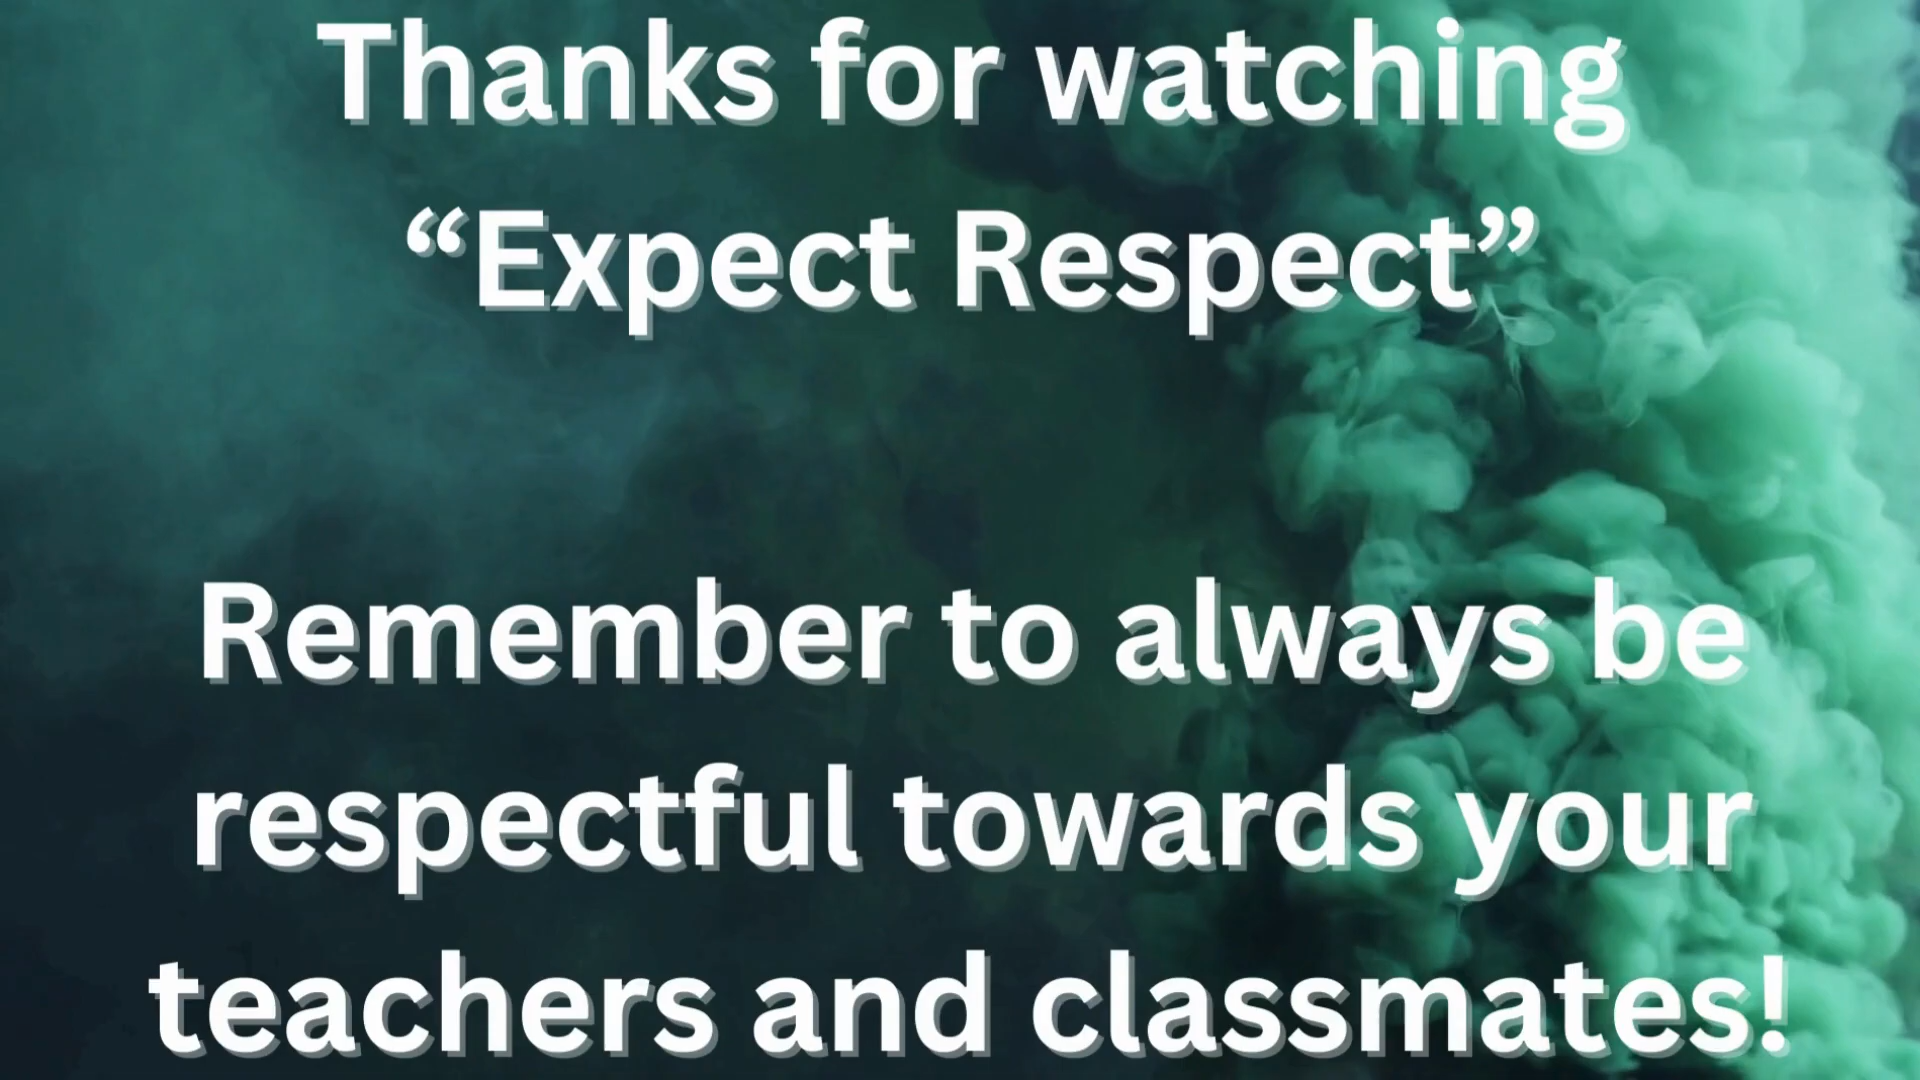 Thanks for watching
“Expect Respect”
Remember to always be
respectful towards your
teachers and classmates!